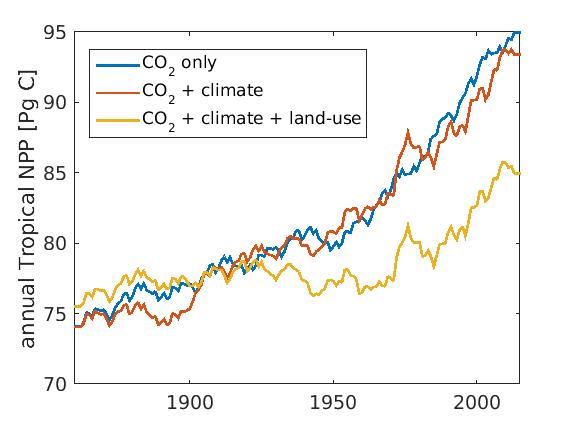 95
90
85
80
75
70
annual Tropical NPP [Pg C]
CO2 only
CO2 + climate
CO2 + climate + land-use
1900
1950
2000